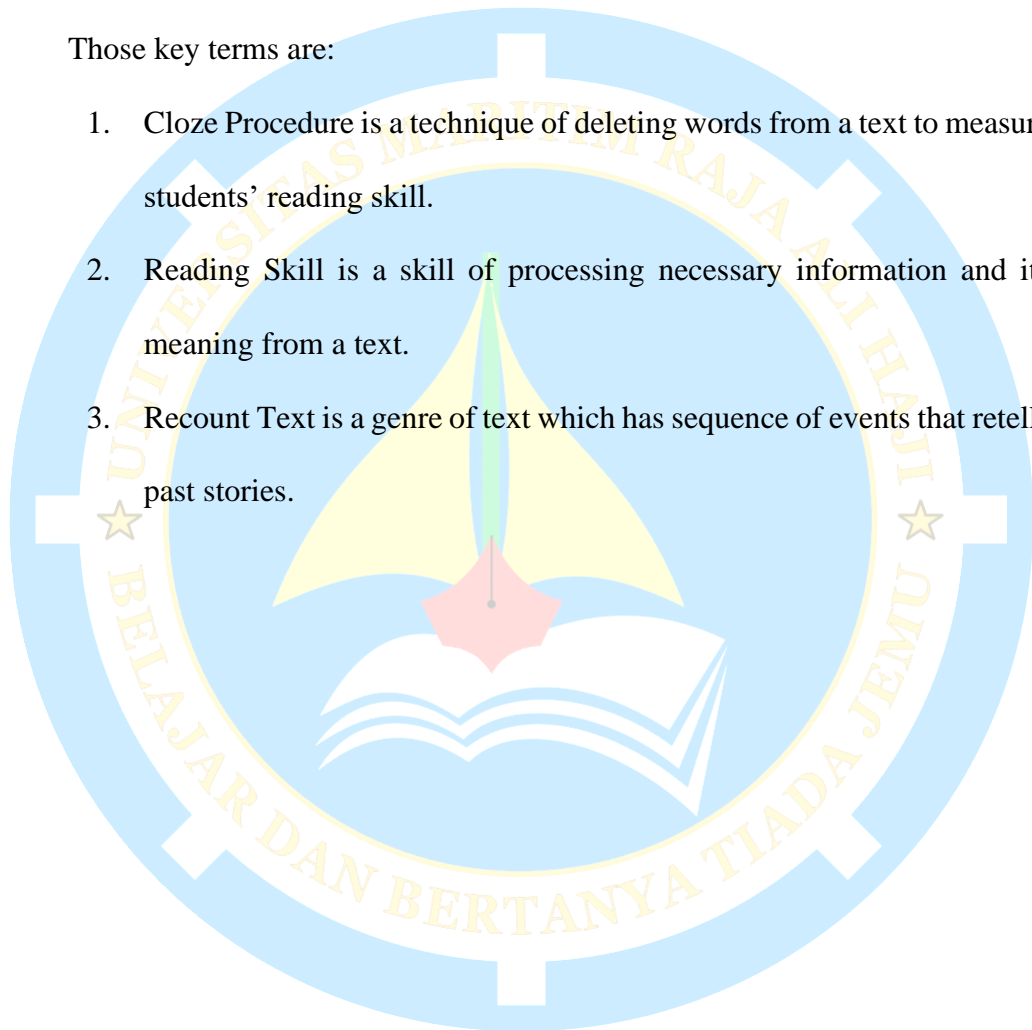 Those key terms are:
1. Cloze Procedure is a technique of deleting words from a text to measur
students’ reading skill.
2. Reading Skill is a skill of processing necessary information and it
meaning from a text.
3. Recount Text is a genre of text which has sequence of events that retell
past stories.
UNIVERSITAS MARITIM RAJA ALI HAJI
BELAJAR DAN BERTANYA TIADA JEMU